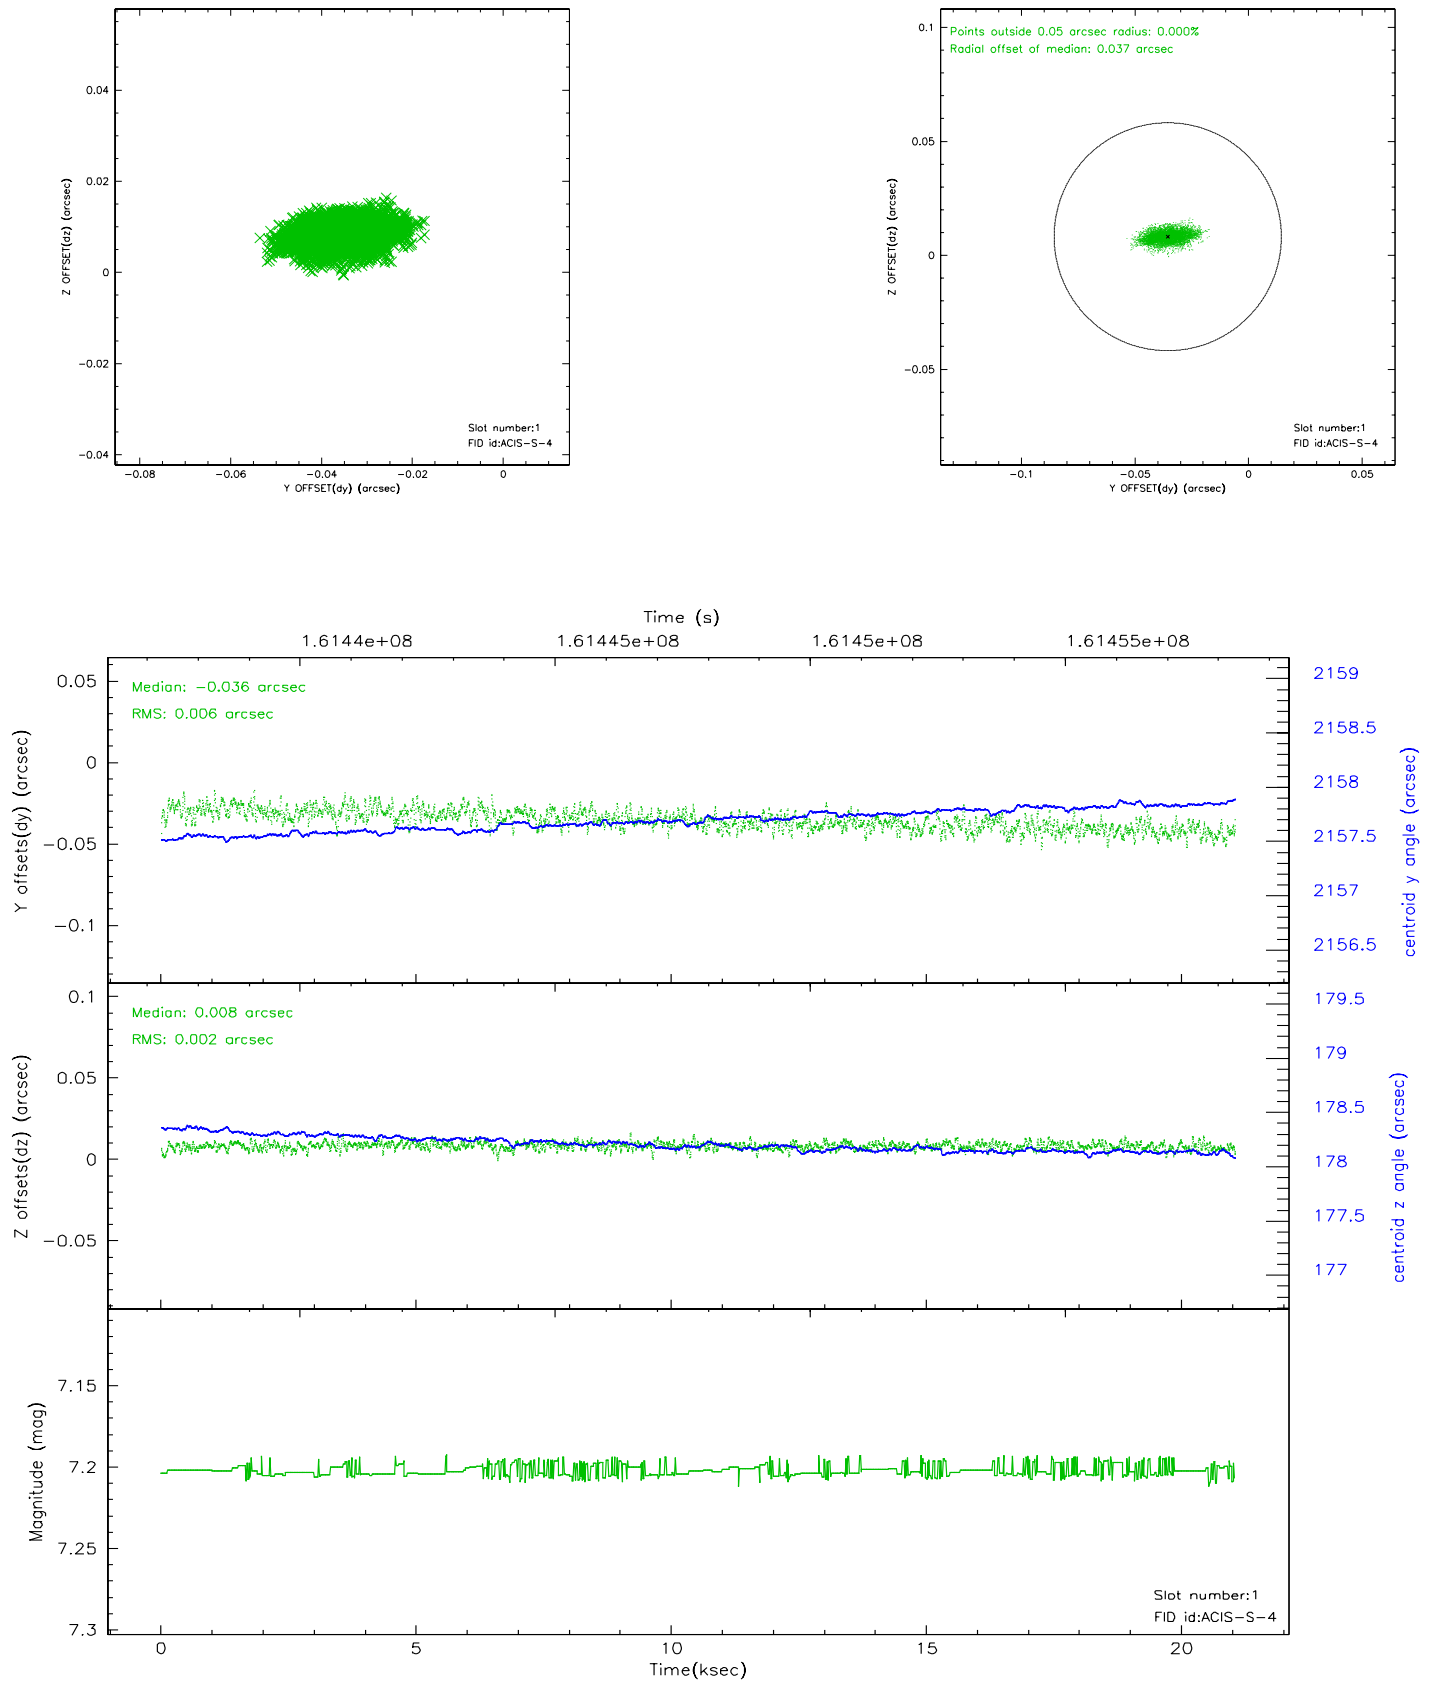 0.04
0.02
0
−0.02
−0.04
Z OFFSET(dz) (arcsec)
Slot number:1
FID id:ACIS−S−4
−0.08
−0.06
−0.04
−0.02
0
Y OFFSET(dy) (arcsec)
Points outside 0.05 arcsec radius: 0.000%
Radial offset of median: 0.037 arcsec
0.1
0.05
0
−0.05
Z OFFSET(dz) (arcsec)
Slot number:1
FID id:ACIS−S−4
−0.1
−0.05
0
0.05
Y OFFSET(dy) (arcsec)
Time (s)
1.6144e+08
1.61445e+08
1.6145e+08
1.61455e+08
Median: −0.036 arcsec
RMS: 0.006 arcsec
0.05
0
−0.05
−0.1
Y offsets(dy) (arcsec)
2159
2158.5
2158
2157.5
2157
2156.5
centroid y angle (arcsec)
Median: 0.008 arcsec
RMS: 0.002 arcsec
0.1
0.05
0
−0.05
Z offsets(dz) (arcsec)
179.5
179
178.5
178
177.5
177
centroid z angle (arcsec)
7.15
7.2
7.25
7.3
Magnitude (mag)
Slot number:1
FID id:ACIS−S−4
0
5
10
15
20
Time(ksec)